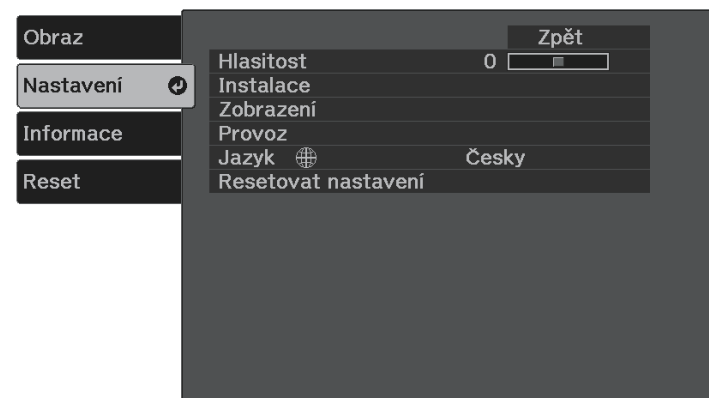 Obraz
Nastavení
Informace
Reset
Zpět
Hlasitost 0
Instalace
Zobrazení
Provoz
Jazyk Česky
Resetovat nastavení